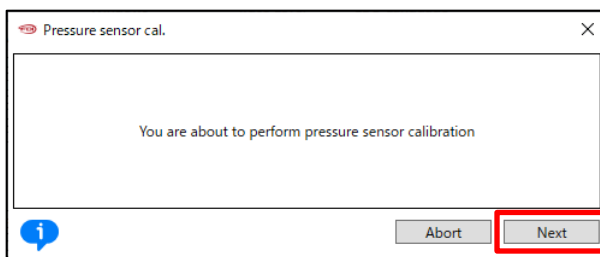 Pressure sensor cal.
You are about to perform pressure sensor calibration
Abort
Next